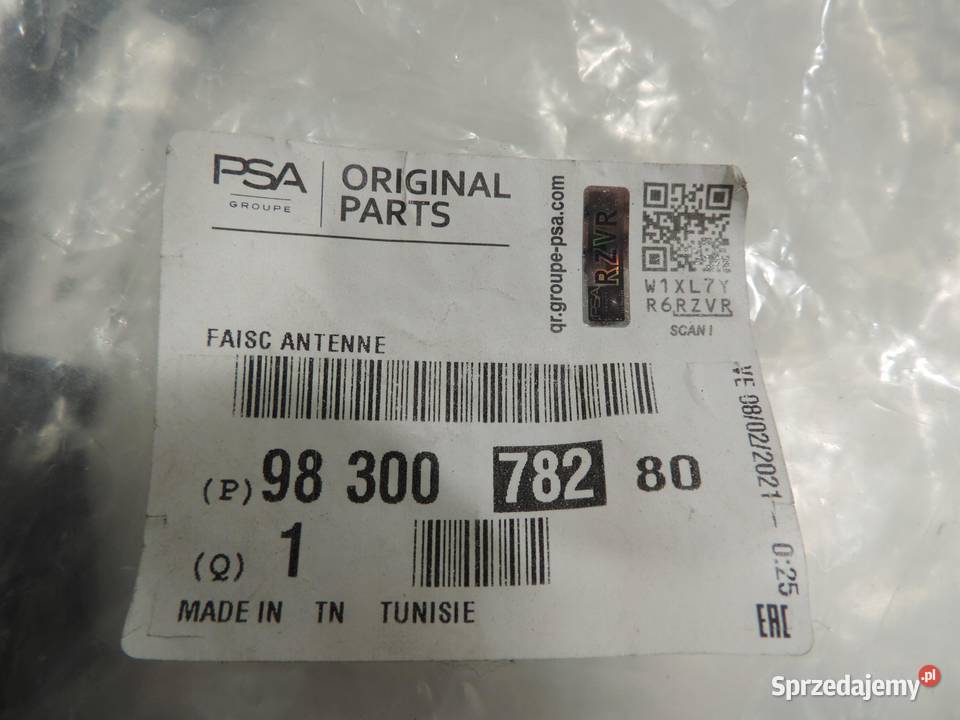 PSA
GROUPE
ORIGINAL
PARTS
qr.groupe-psa.com
PSA RZVR
W1XL7Y
R6RZVR
SCAN!
FAISC ANTENNE
VE 08/02/2021 - 0:25
(P) 98 300 782 80
(Q) 1
MADE IN TN TUNISIE
EAC
Sprzedajemy.pl